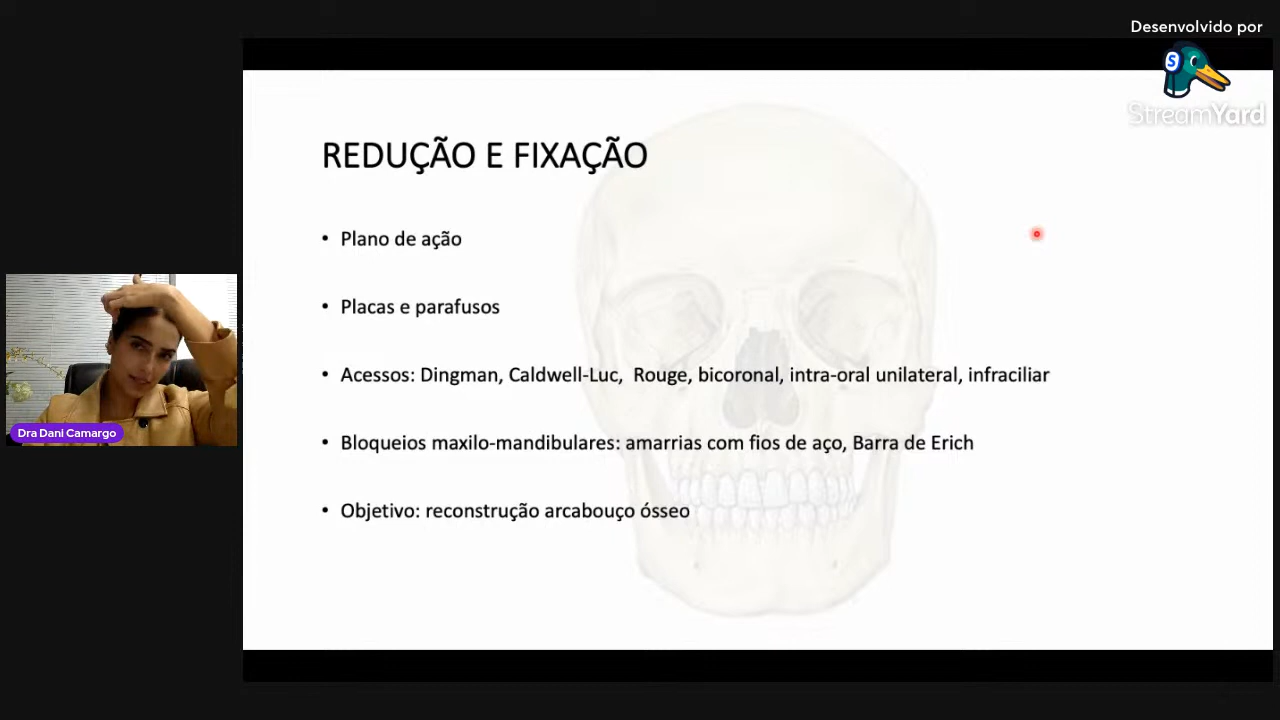 Desenvolvido por
S
StreamYard
REDUÇÃO E FIXAÇÃO
• Plano de ação
• Placas e parafusos
• Acessos: Dingman, Caldwell-Luc,  Rouge, bicoronal, intra-oral unilateral, infraciliar
• Bloqueios maxilo-mandibulares: amarrias com fios de aço, Barra de Erich
• Objetivo: reconstrução arcabouço ósseo
Dra Dani Camargo